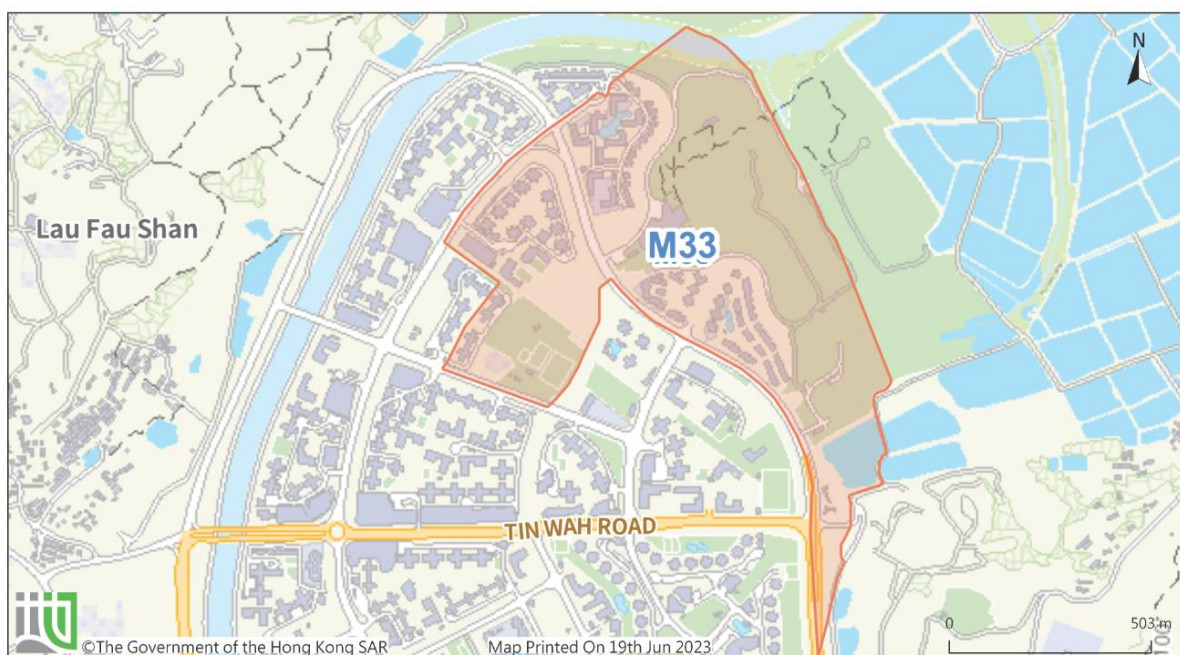 N
Lau Fau Shan
M33
TIN WAH ROAD
0
503 m
©The Government of the Hong Kong SAR
Map Printed On 19th Jun 2023